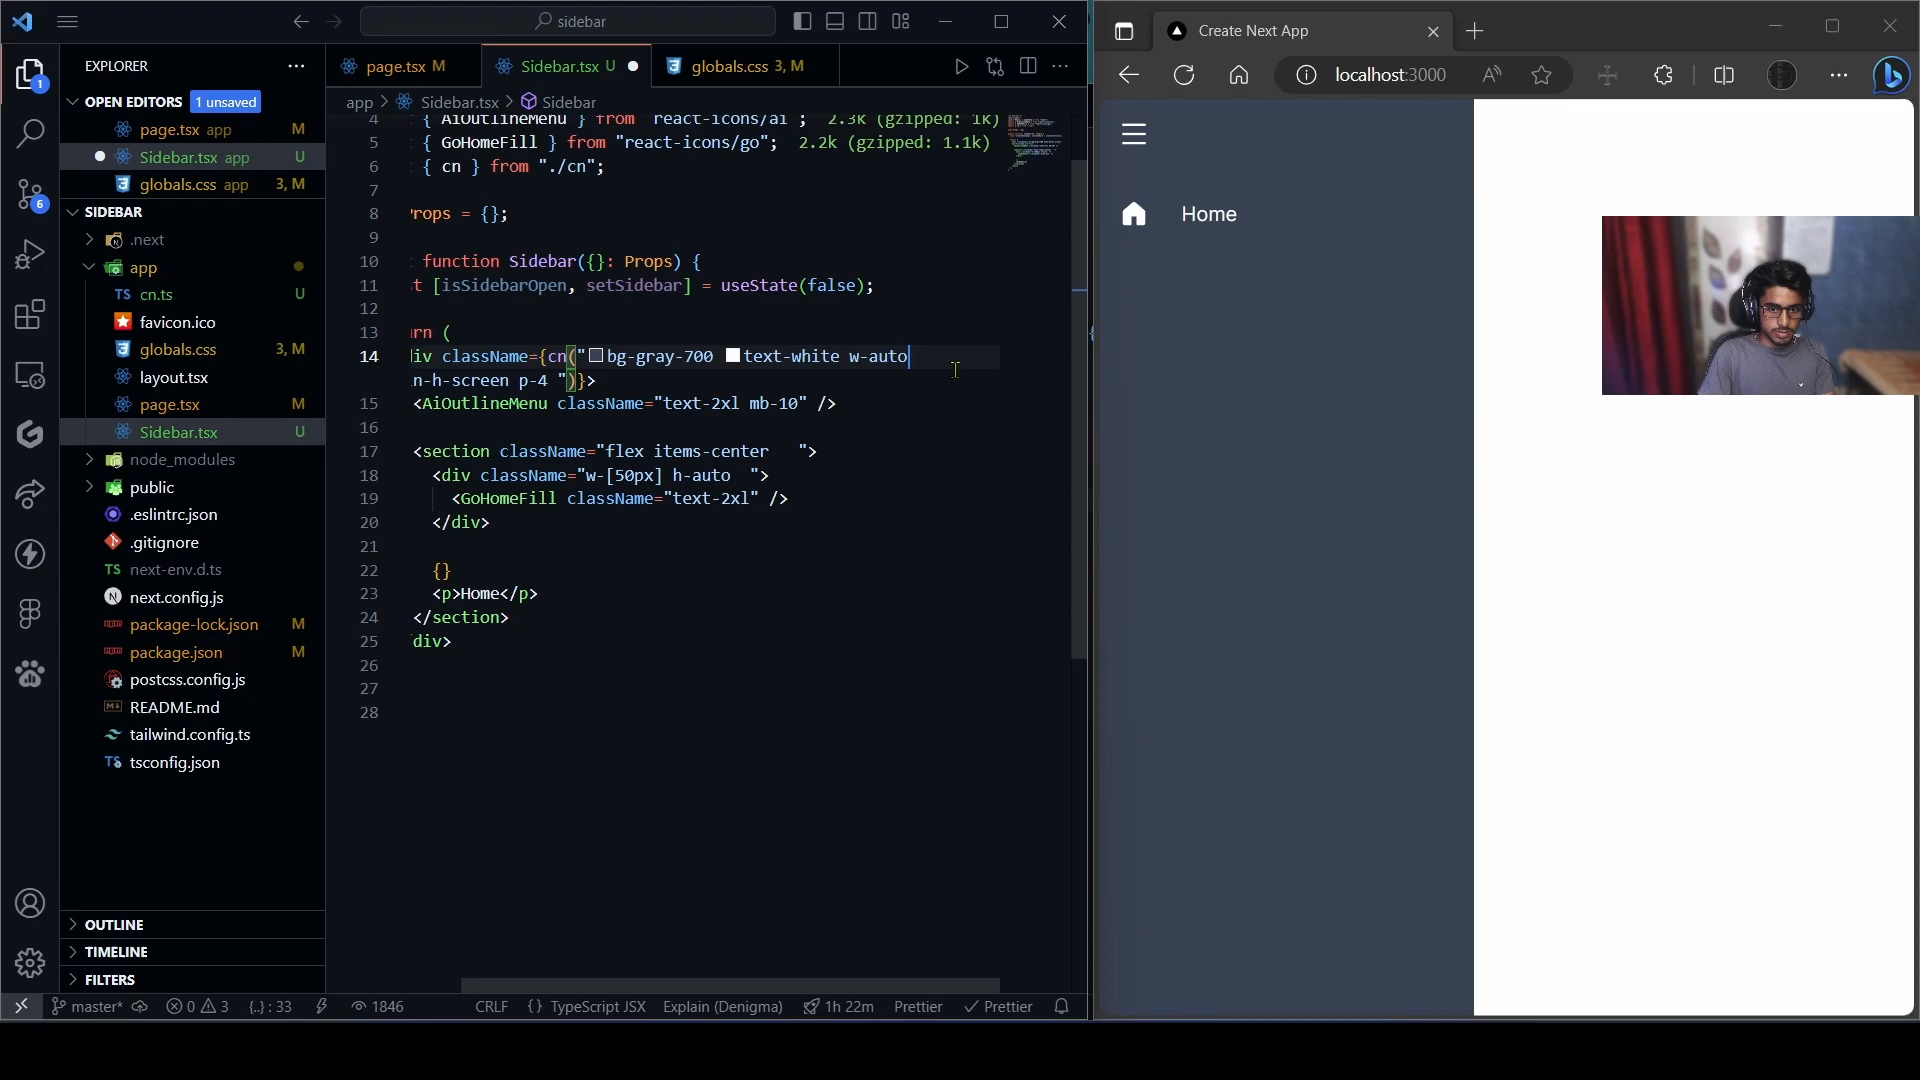 sidebar
EXPLORER
OPEN EDITORS 1 unsaved
page.tsx app M
Sidebar.tsx app U
globals.css app 3, M
SIDEBAR
.next
app
TS cn.ts U
favicon.ico
globals.css 3, M
layout.tsx
page.tsx M
Sidebar.tsx U
node_modules
public
.eslintrc.json
.gitignore
TS next-env.d.ts
next.config.js
package-lock.json M
package.json M
postcss.config.js
README.md
tailwind.config.ts
tsconfig.json
OUTLINE
TIMELINE
FILTERS
page.tsx M
Sidebar.tsx U
globals.css 3, M
app > Sidebar.tsx > Sidebar
4 { AiOutlineMenu } from "react-icons/ai"; 2.3k (gzipped: 1k)
5 { GoHomeFill } from "react-icons/go"; 2.2k (gzipped: 1.1k)
6 { cn } from "./cn";
7
8 rops = {};
9
10 function Sidebar({}: Props) {
11 t [isSidebarOpen, setSidebar] = useState(false);
12
13 rn (
14 iv className={cn("bg-gray-700 text-white w-auto
n-h-screen p-4 ")}>
15 <AiOutlineMenu className="text-2xl mb-10" />
16
17 <section className="flex items-center   ">
18 <div className="w-[50px] h-auto  ">
19 <GoHomeFill className="text-2xl" />
20 </div>
21
22 {}
23 <p>Home</p>
24 </section>
25 div>
26
27
28
master* 0 3 {..} : 33 1846 CRLF {} TypeScript JSX Explain (Denigma) 1h 22m Prettier Prettier
1
6
Create Next App
localhost:3000
Home